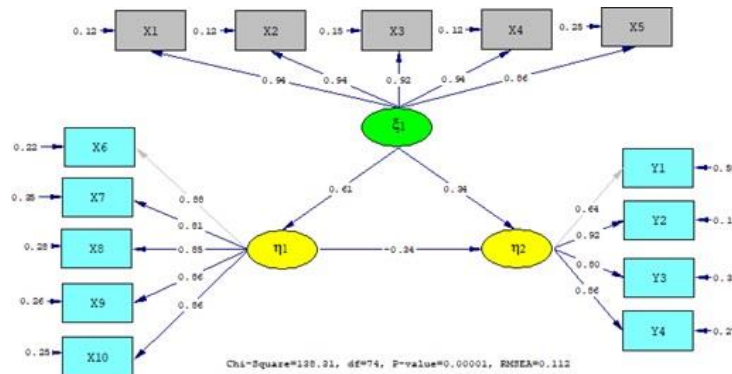 0.12 X1 0.12 X2 0.15 X3 0.12 X4 0.25 X5
0.94 0.94 0.92 0.94 0.86
ξ1
0.22 X6
0.88
X7
0.81
X8
0.85
X9
0.86
X10
0.86
0.61
0.34
η1
-0.34
η2
Y1
0.64
Y2
0.92
Y3
0.80
Y4
0.86
0.26
0.25
Chi-Square=138.31, df=74, P-value=0.00001, RMSEA=0.112